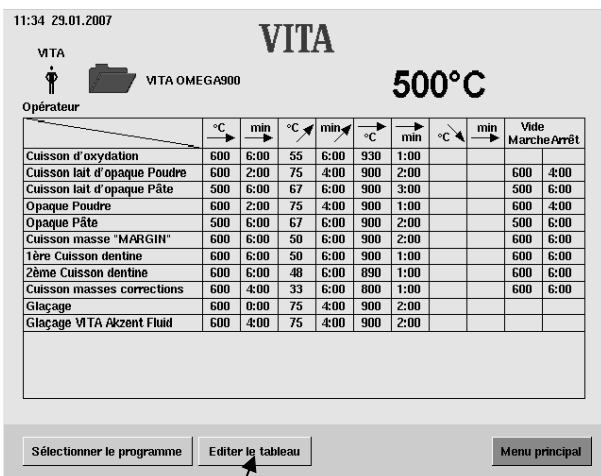 11:34 29.01.2007
VITA
VITA
VITA OMEGA900
500°C
Opérateur
°C min °C min °C min °C min Vide
Marche Arrêt
Cuisson d'oxydation 600 6:00 55 6:00 930 1:00
Cuisson lait d'opaque Poudre 600 2:00 75 4:00 900 2:00 600 4:00
Cuisson lait d'opaque Pâte 500 6:00 67 6:00 900 3:00 500 6:00
Opaque Poudre 600 2:00 75 4:00 900 1:00 600 4:00
Opaque Pâte 500 6:00 67 6:00 900 2:00 500 6:00
Cuisson masse "MARGIN" 600 6:00 50 6:00 900 2:00 600 6:00
1ère Cuisson dentine 600 6:00 50 6:00 900 1:00 600 6:00
2ème Cuisson dentine 600 6:00 48 6:00 890 1:00 600 6:00
Cuisson masses corrections 600 4:00 33 6:00 800 1:00 600 6:00
Glaçage 600 0:00 75 4:00 900 2:00
Glaçage VITA Akzent Fluid 600 4:00 75 4:00 900 2:00
Sélectionner le programme Editer le tableau Menu principal